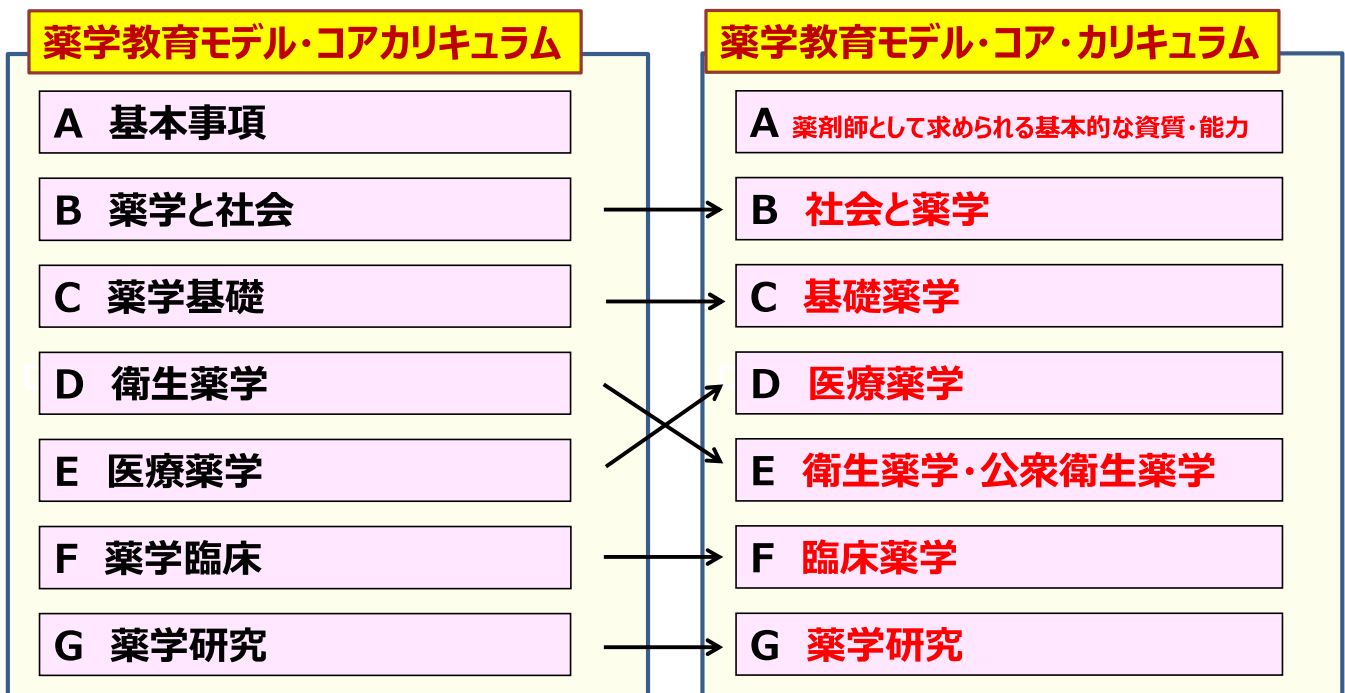 薬学教育モデル・コアカリキュラム
A 基本事項
B 薬学と社会
C 薬学基礎
D 衛生薬学
E 医療薬学
F 薬学臨床
G 薬学研究
薬学教育モデル・コア・カリキュラム
A 薬剤師として求められる基本的な資質・能力
B 社会と薬学
C 基礎薬学
D 医療薬学
E 衛生薬学・公衆衛生薬学
F 臨床薬学
G 薬学研究